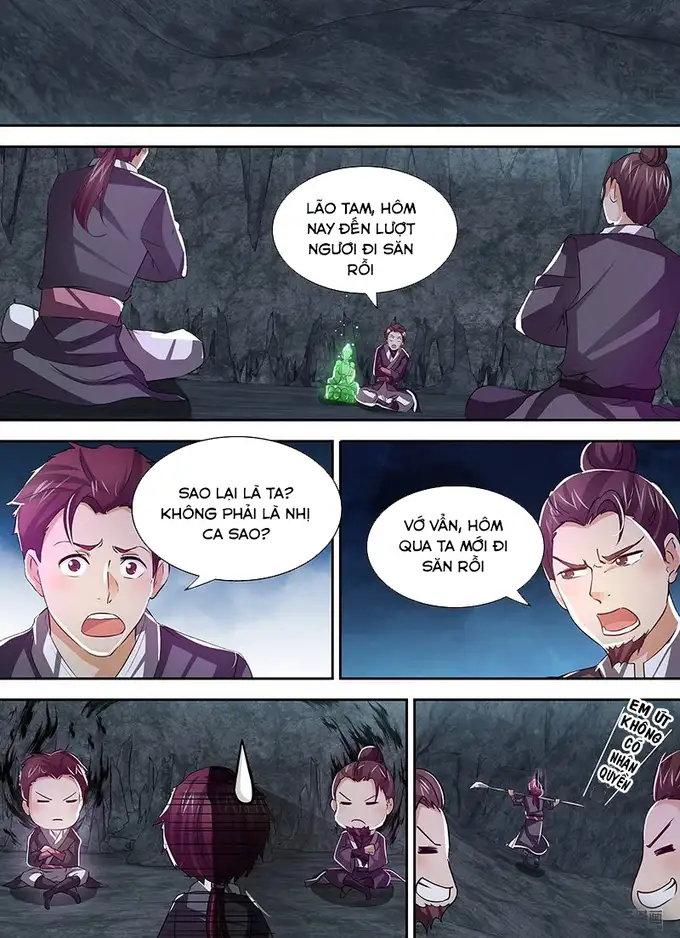 LÃO TAM, HÔM
NAY ĐẾN LƯỢT
NGƯƠI ĐI SĂN
RỒI
SAO LẠI LÀ TA?
KHÔNG PHẢI LÀ NHỊ
CA SAO?
VỚ VẨN, HÔM
QUA TA MỚI ĐI
SĂN RỒI
EM ÚT
KHÔNG
CÓ NHÂN
QUYỀN